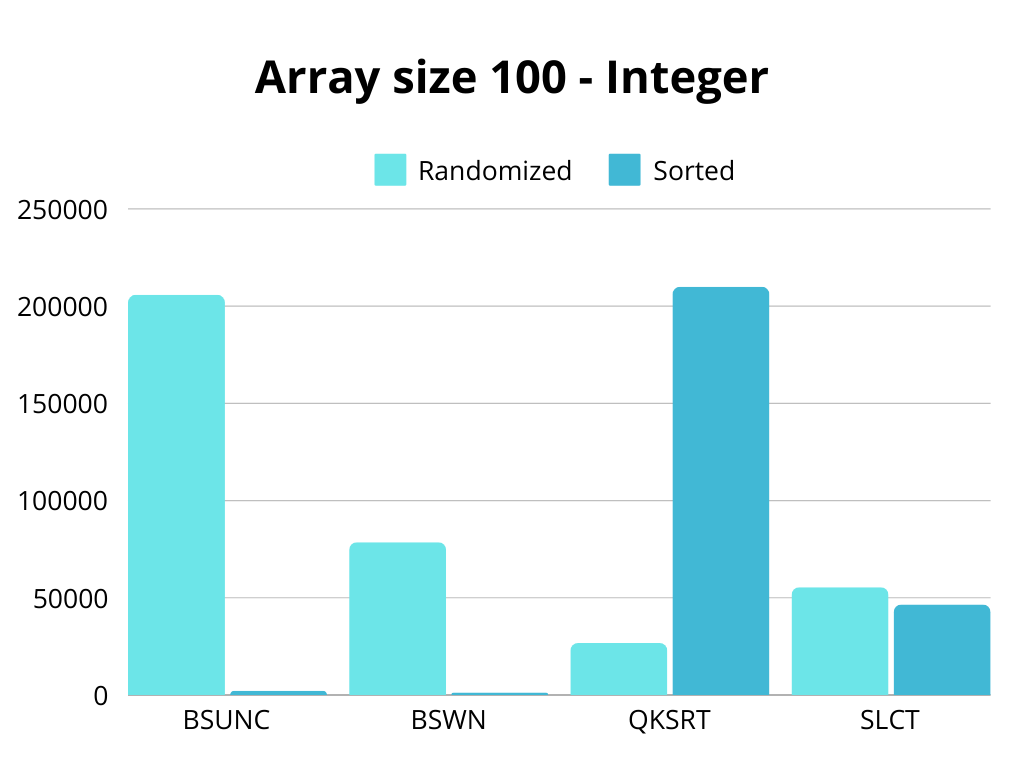 Array size 100 - Integer
Randomized Sorted
250000
200000
150000
100000
50000
0
BSUNC BSWN QKSRT SLCT